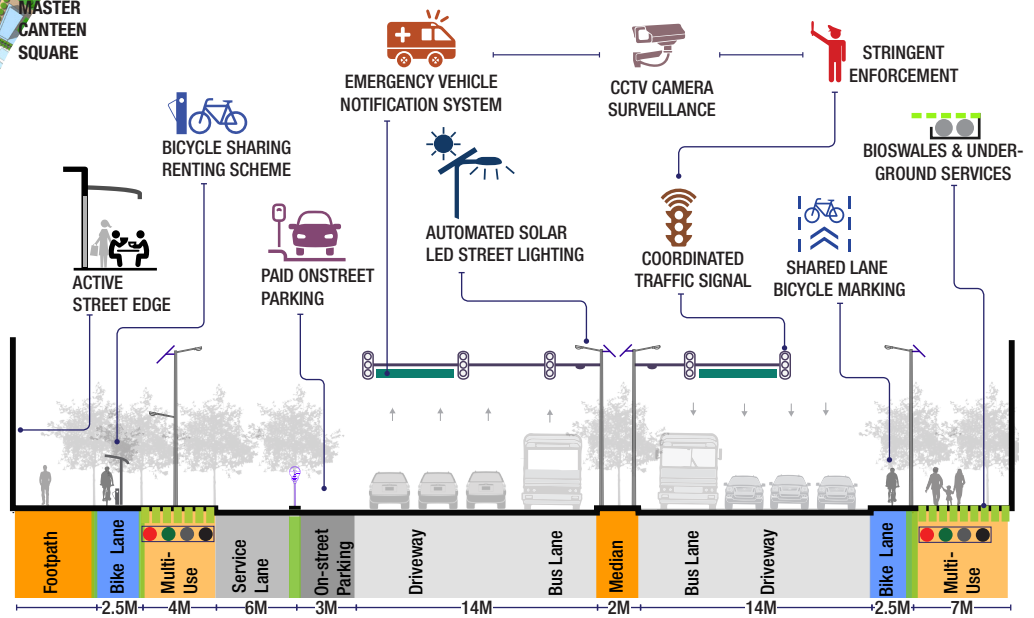 MASTER
CANTEEN
SQUARE
EMERGENCY VEHICLE
NOTIFICATION SYSTEM
CCTV CAMERA
SURVEILLANCE
STRINGENT
ENFORCEMENT
BICYCLE SHARING
RENTING SCHEME
BIOSWALES & UNDER-
GROUND SERVICES
AUTOMATED SOLAR
LED STREET LIGHTING
COORDINATED
TRAFFIC SIGNAL
SHARED LANE
BICYCLE MARKING
ACTIVE
STREET EDGE
PAID ONSTREET
PARKING
Footpath
Bike Lane
Multi-
Use
Service
Lane
On-street
Parking
Driveway
Bus Lane
Median
Bus Lane
Driveway
Bike Lane
Multi-
Use
2.5M
4M
6M
3M
14M
2M
14M
2.5M
7M